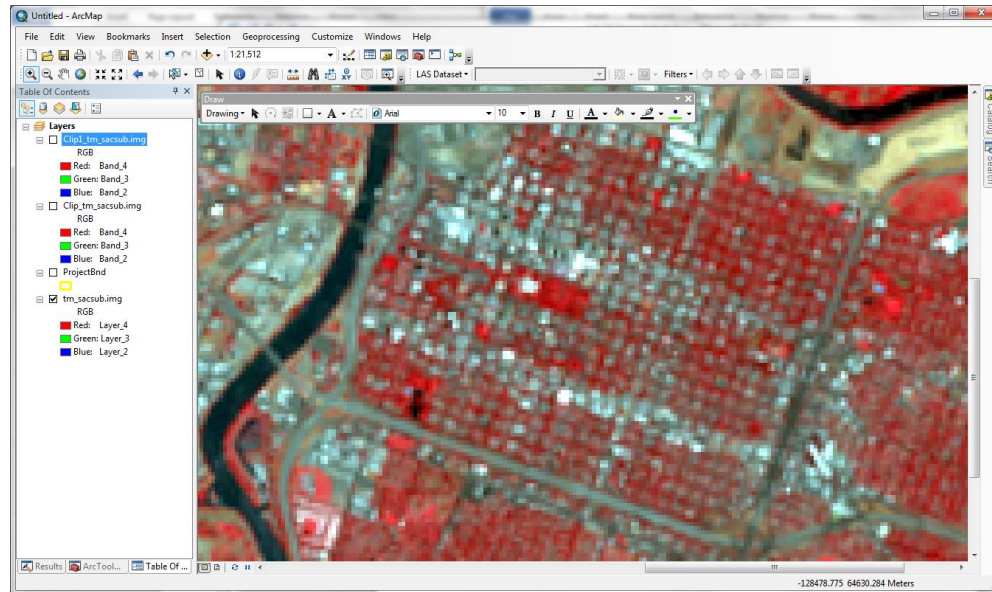 Untitled - ArcMap
File Edit View Bookmarks Insert Selection Geoprocessing Customize Windows Help
1:21,512
LAS Dataset
Filters
Table Of Contents
Draw
Drawing A Arial 10 B I U A
Layers
Clip1_tm_sacsub.img
RGB
Red: Band_4
Green: Band_3
Blue: Band_2
Clip_tm_sacsub.img
RGB
Red: Band_4
Green: Band_3
Blue: Band_2
ProjectBnd
tm_sacsub.img
RGB
Red: Layer_4
Green: Layer_3
Blue: Layer_2
Catalog
Search
Results ArcTool... Table Of ...
-128478.775 64630.284 Meters